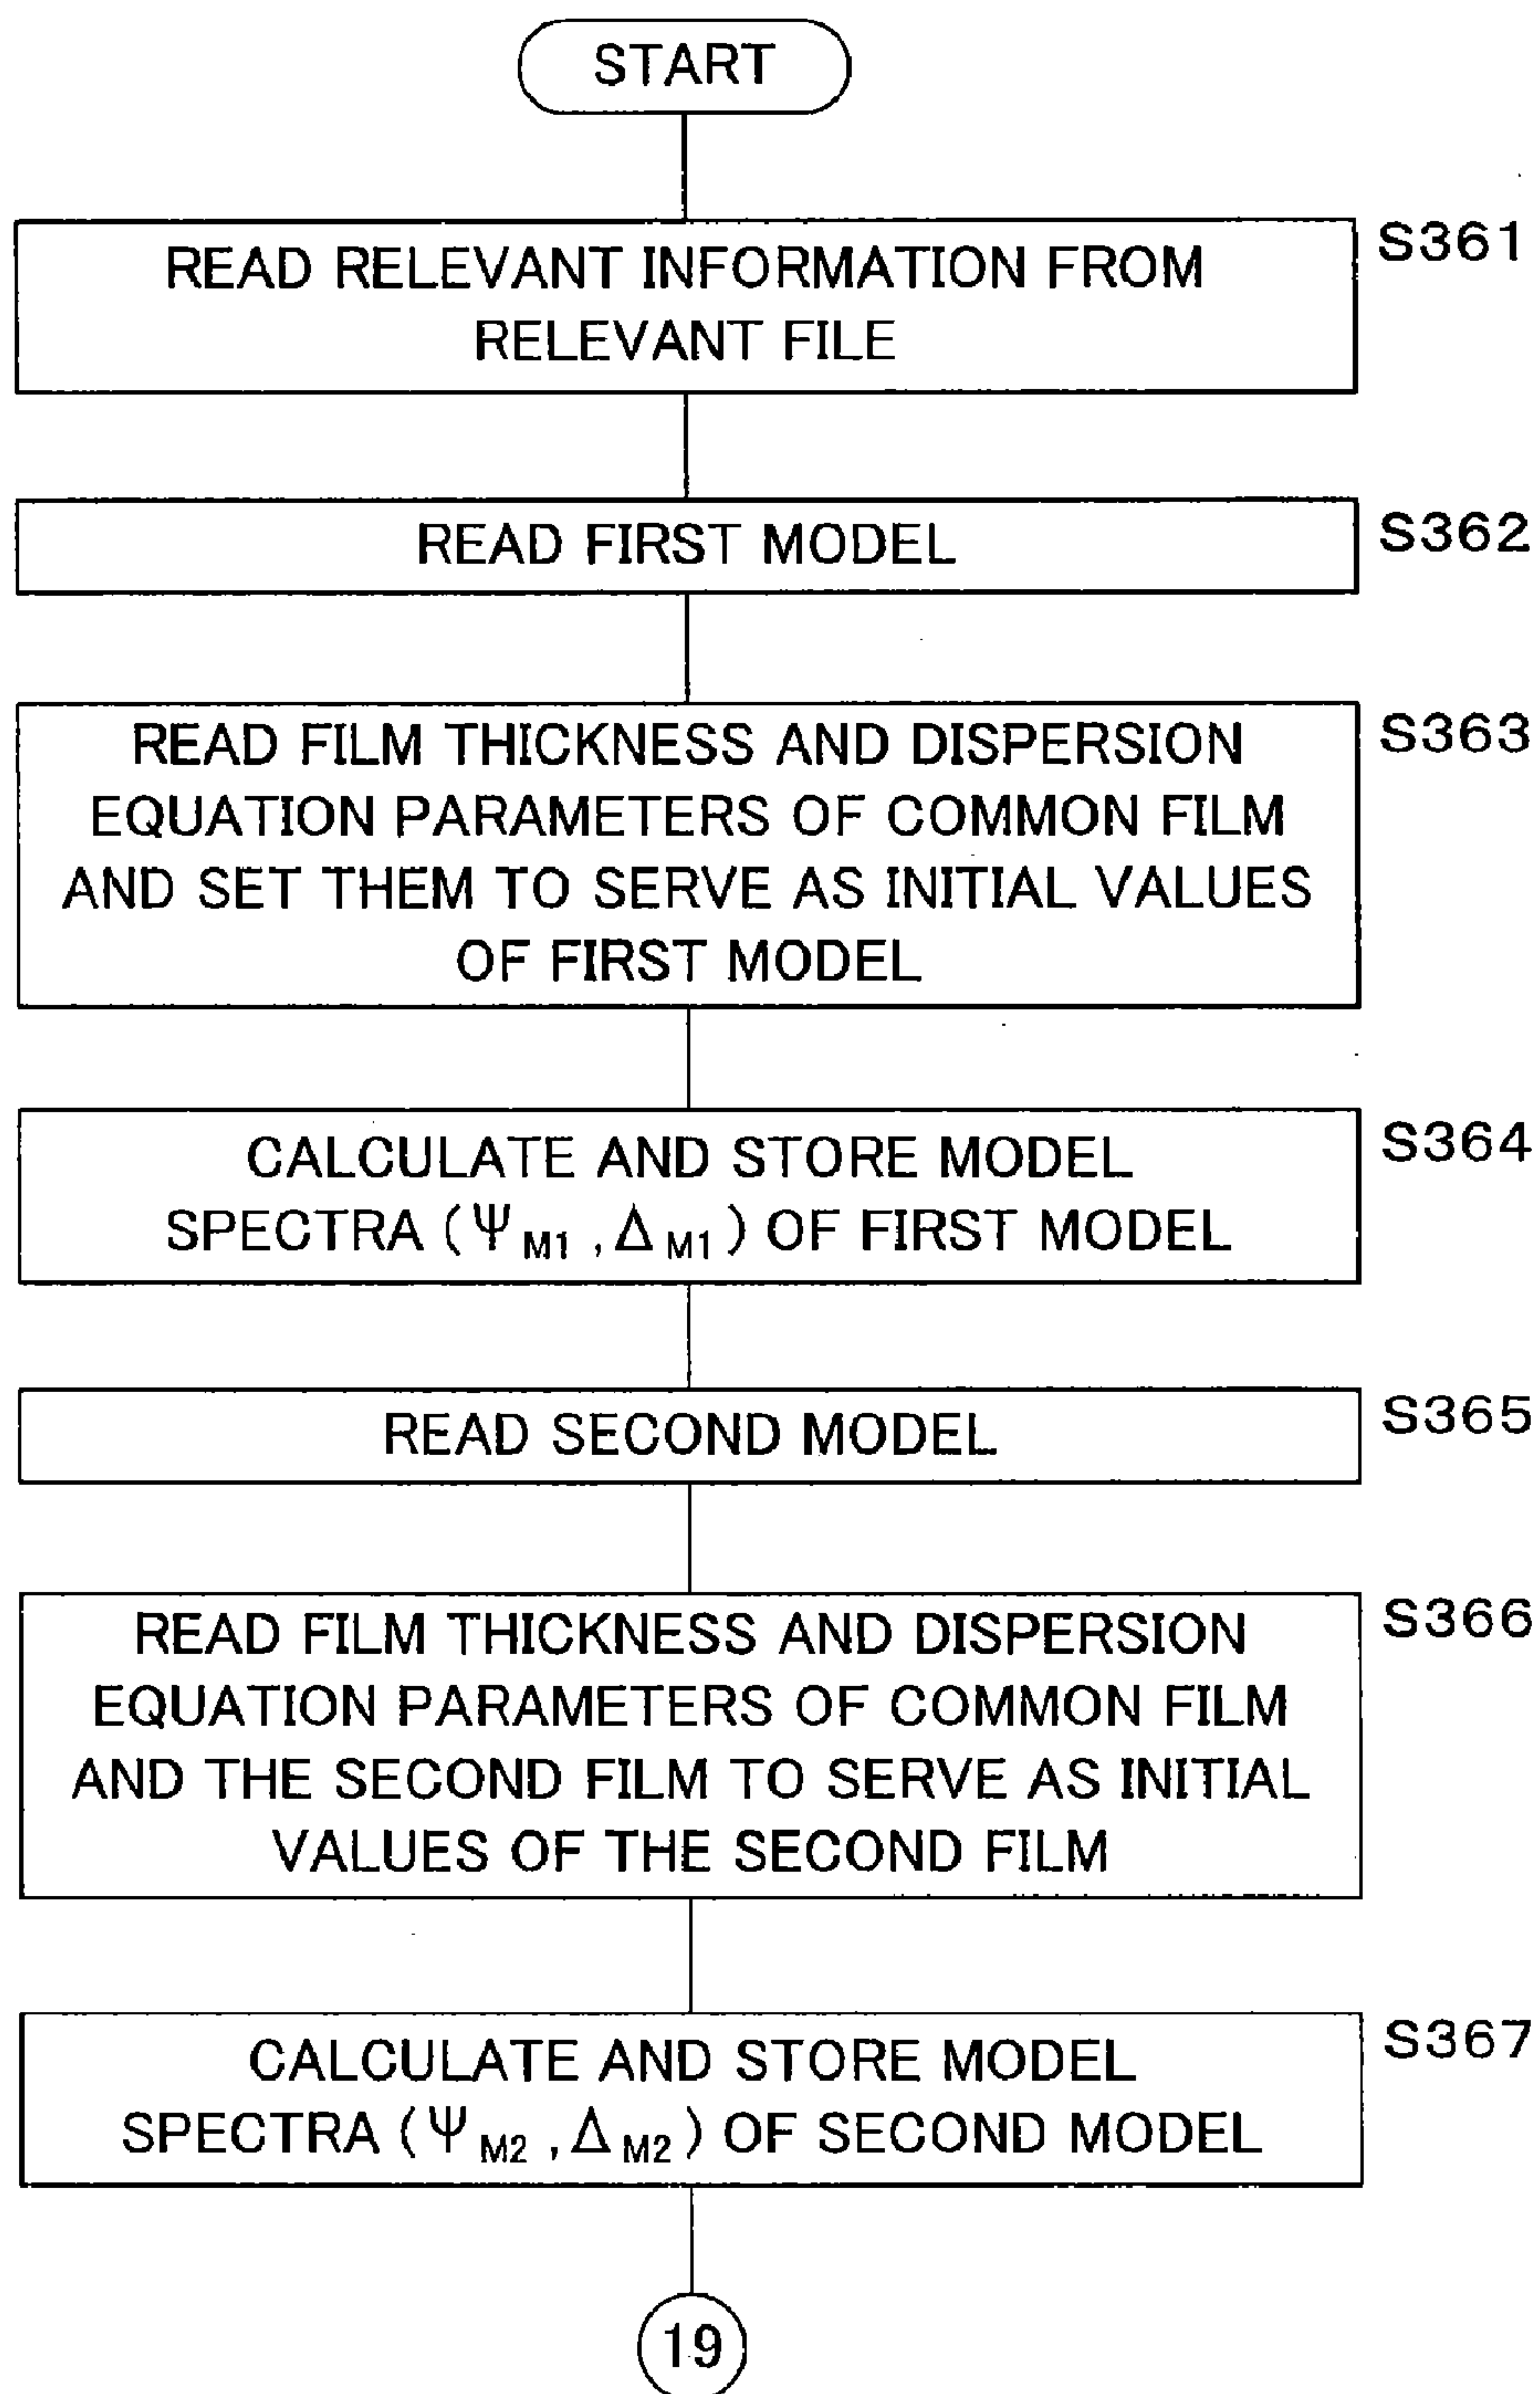 START
S361
READ RELEVANT INFORMATION FROM
RELEVANT FILE
S362
READ FIRST MODEL
S363
READ FILM THICKNESS AND DISPERSION
EQUATION PARAMETERS OF COMMON FILM
AND SET THEM TO SERVE AS INITIAL VALUES
OF FIRST MODEL
S364
CALCULATE AND STORE MODEL
SPECTRA (Ψ M1 , Δ M1 ) OF FIRST MODEL
S365
READ SECOND MODEL
S366
READ FILM THICKNESS AND DISPERSION
EQUATION PARAMETERS OF COMMON FILM
AND THE SECOND FILM TO SERVE AS INITIAL
VALUES OF THE SECOND FILM
S367
CALCULATE AND STORE MODEL
SPECTRA (Ψ M2 , Δ M2 ) OF SECOND MODEL
19